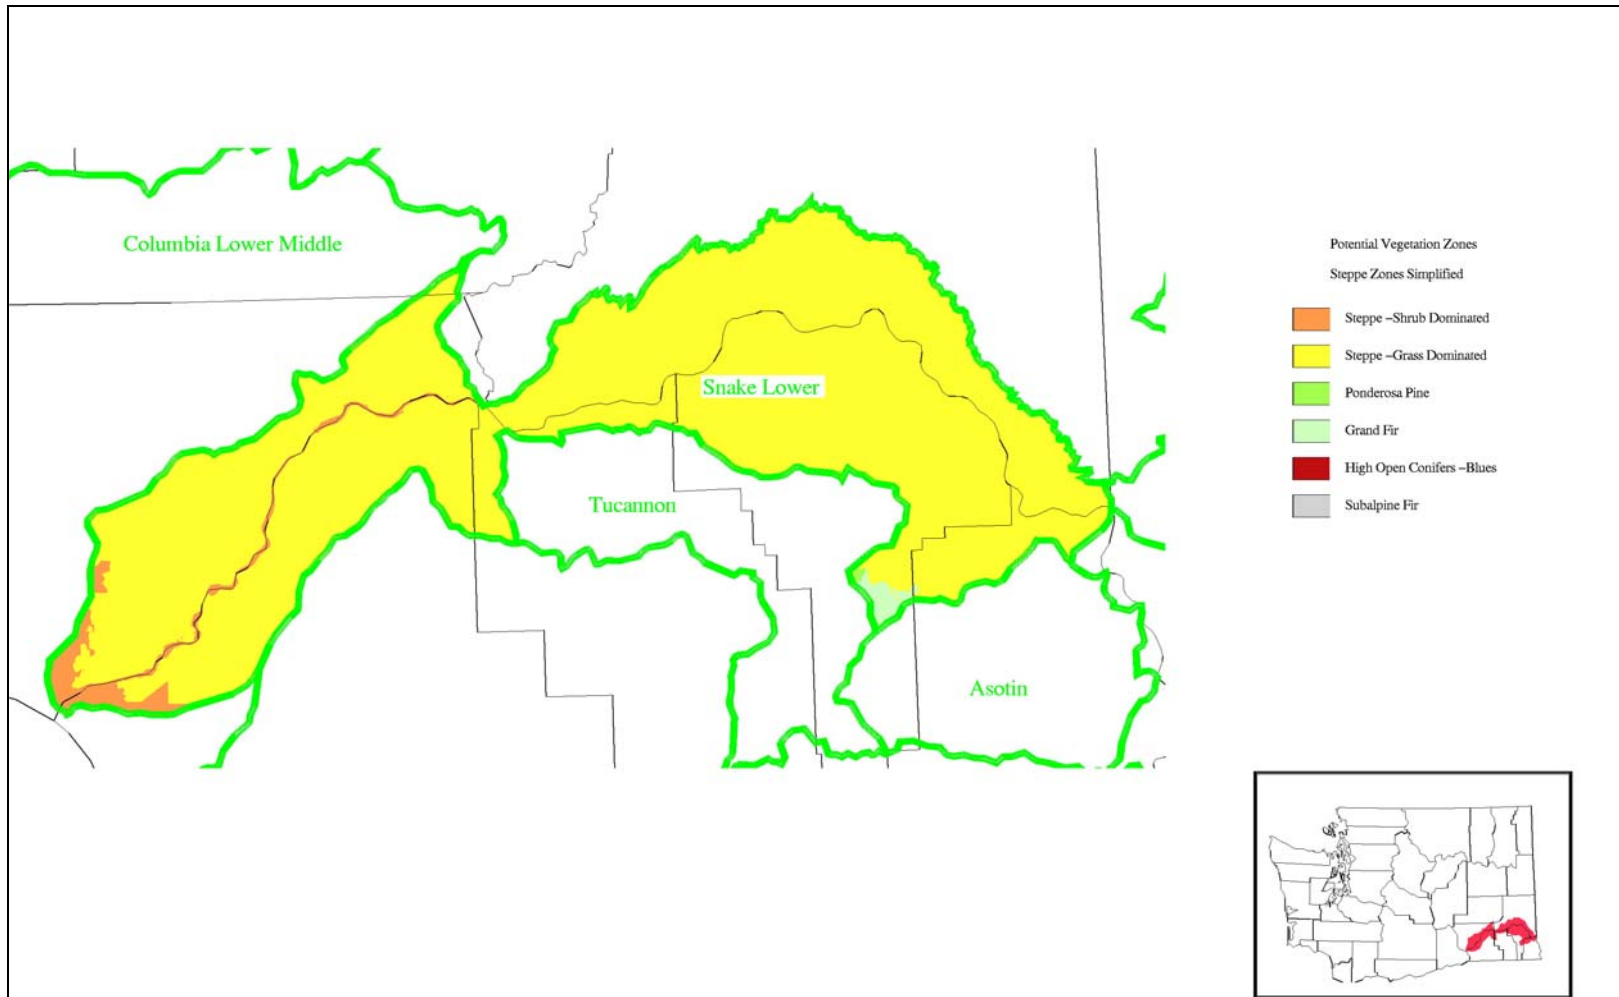 Columbia Lower Middle
Snake Lower
Tucannon
Asotin
Potential Vegetation Zones
Steppe Zones Simplified
Steppe –Shrub Dominated
Steppe –Grass Dominated
Ponderosa Pine
Grand Fir
High Open Conifers –Blues
Subalpine Fir